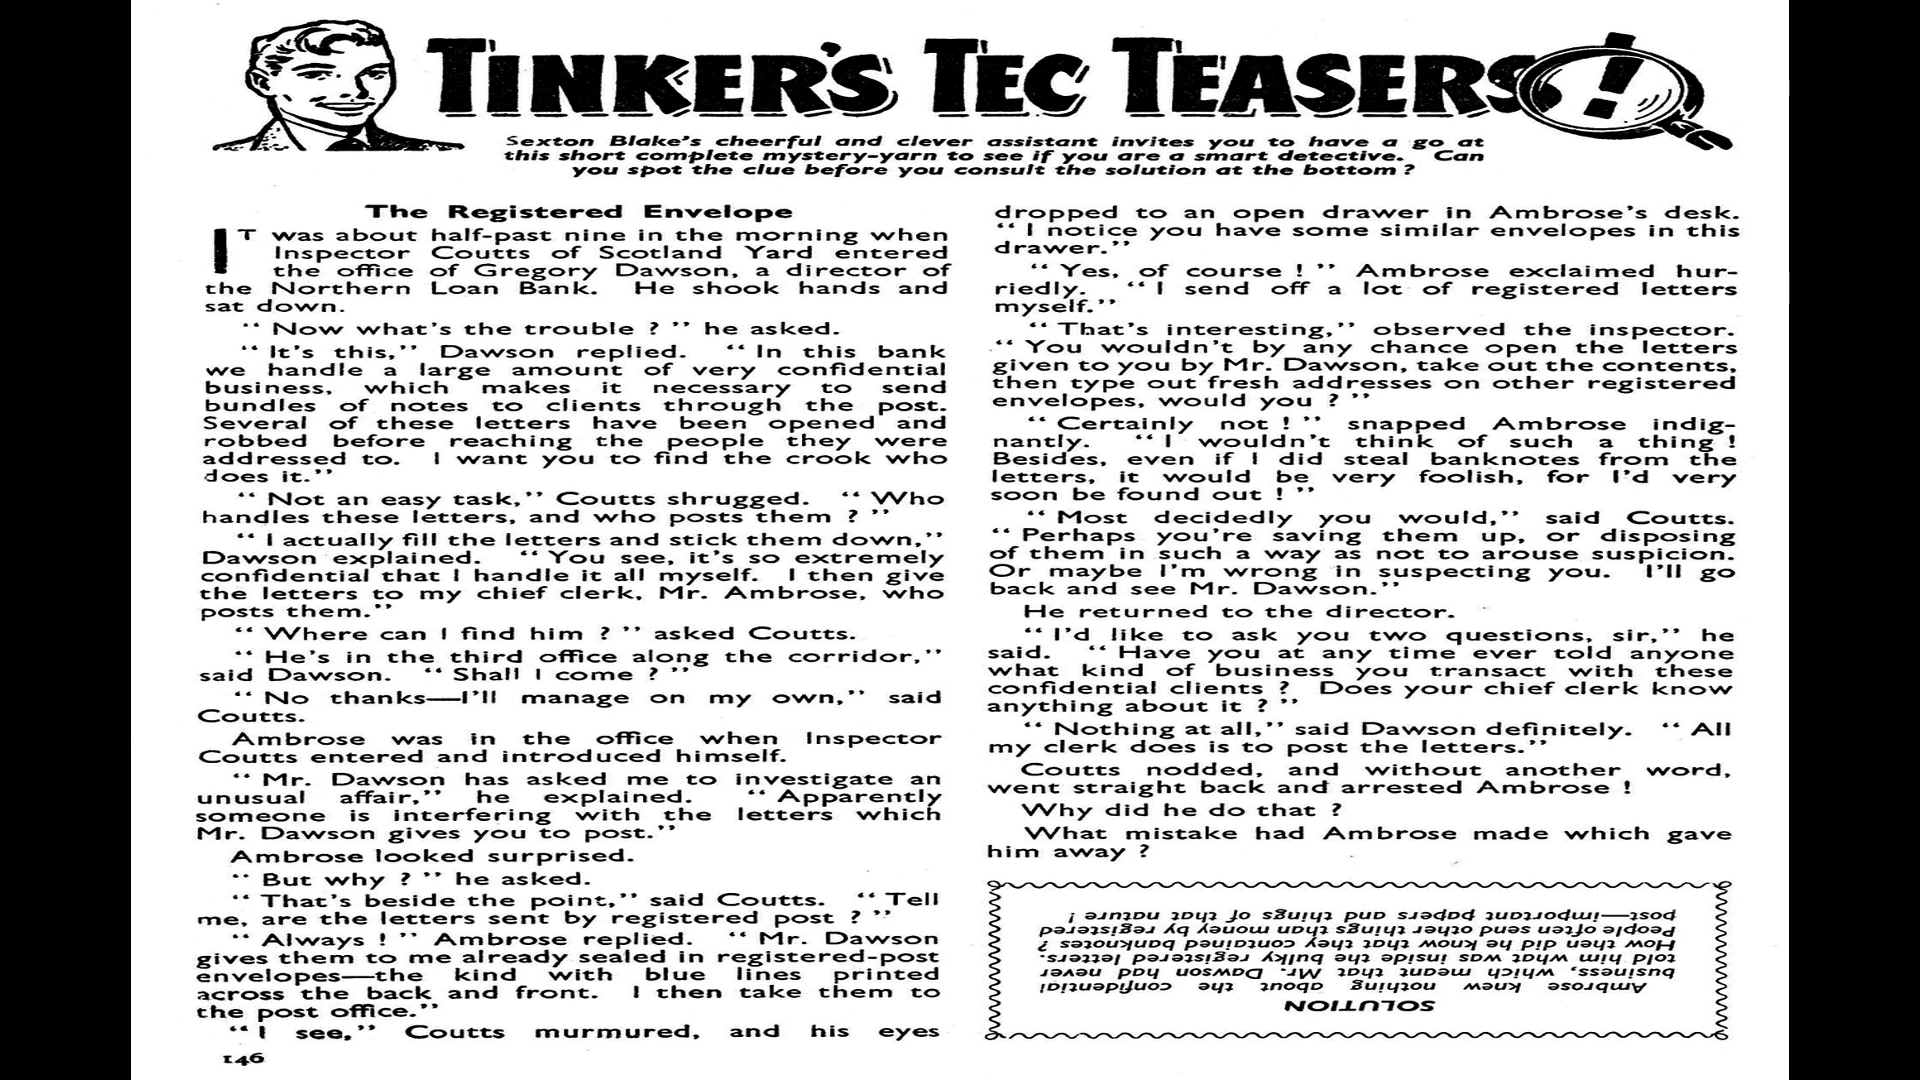 TINKER'S TEC TEASERS!
Sexton Blake's cheerful and clever assistant invites you to have a go at
this short complete mystery-yarn to see if you are a smart detective. Can
you spot the clue before you consult the solution at the bottom?
The Registered Envelope
IT was about half-past nine in the morning when
Inspector Coutts of Scotland Yard entered
the office of Gregory Dawson, a director of
the Northern Loan Bank. He shook hands and
sat down.
"Now what's the trouble?" he asked.
"It's this," Dawson replied. "In this bank
we handle a large amount of very confidential
business, which makes it necessary to send
bundles of notes to clients through the post.
Several of these letters have been opened and
robbed before reaching the people they were
addressed to. I want you to find the crook who
does it."
"Not an easy task," Coutts shrugged. "Who
handles these letters, and who posts them?"
"I actually fill the letters and stick them down,"
Dawson explained. "You see, it's so extremely
confidential that I handle it all myself. I then give
the letters to my chief clerk, Mr. Ambrose, who
posts them."
"Where can I find him?" asked Coutts.
"He's in the third office along the corridor,"
said Dawson. "Shall I come?"
"No thanks—I'll manage on my own," said
Coutts.
Ambrose was in the office when Inspector
Coutts entered and introduced himself.
"Mr. Dawson has asked me to investigate an
unusual affair," he explained. "Apparently
someone is interfering with the letters which
Mr. Dawson gives you to post."
Ambrose looked surprised.
"But why?" he asked.
"That's beside the point," said Coutts. "Tell
me, are the letters sent by registered post?"
"Always!" Ambrose replied. "Mr. Dawson
gives them to me already sealed in registered-post
envelopes—the kind with blue lines printed
across the back and front. I then take them to
the post office."
"I see," Coutts murmured, and his eyes
146
dropped to an open drawer in Ambrose's desk.
"I notice you have some similar envelopes in this
drawer."
"Yes, of course!" Ambrose exclaimed hur-
riedly. "I send off a lot of registered letters
myself."
"That's interesting," observed the inspector.
"You wouldn't by any chance open the letters
given to you by Mr. Dawson, take out the contents,
then type out fresh addresses on other registered
envelopes, would you?"
"Certainly not!" snapped Ambrose indig-
nantly. "I wouldn't think of such a thing!
Besides, even if I did steal banknotes from the
letters, it would be very foolish, for I'd very
soon be found out!"
"Most decidedly you would," said Coutts.
"Perhaps you're saving them up, or disposing
of them in such a way as not to arouse suspicion.
Or maybe I'm wrong in suspecting you. I'll go
back and see Mr. Dawson."
He returned to the director.
"I'd like to ask you two questions, sir," he
said. "Have you at any time ever told anyone
what kind of business you transact with these
confidential clients? Does your chief clerk know
anything about it?"
"Nothing at all," said Dawson definitely. "All
my clerk does is to post the letters."
Coutts nodded, and without another word,
went straight back and arrested Ambrose!
Why did he do that?
What mistake had Ambrose made which gave
him away?
SOLUTION
Ambrose knew nothing about the confidential
business, which meant that Mr. Dawson had never
told him what was inside the bulky registered letters.
How then did he know that they contained banknotes?
People often send other things than money by registered
post—important papers and things of that nature!